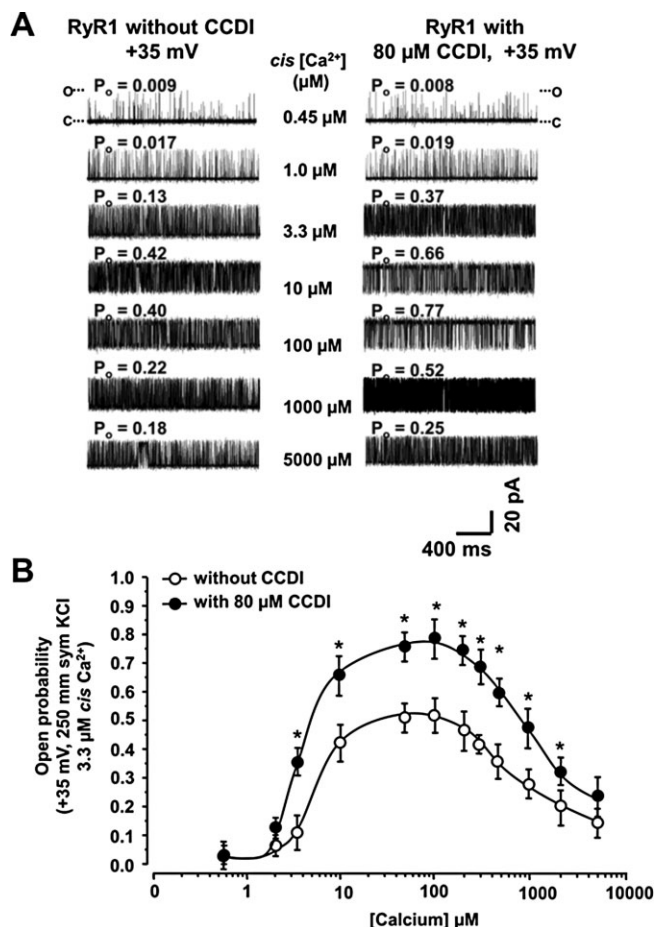 A
RyR1 without CCDI
+35 mV
cis [Ca²⁺]
(µM)
RyR1 with
80 µM CCDI, +35 mV
Pₒ = 0.009
O
C
0.45 µM
Pₒ = 0.008
O
C
Pₒ = 0.017
1.0 µM
Pₒ = 0.019
Pₒ = 0.13
3.3 µM
Pₒ = 0.37
Pₒ = 0.42
10 µM
Pₒ = 0.66
Pₒ = 0.40
100 µM
Pₒ = 0.77
Pₒ = 0.22
1000 µM
Pₒ = 0.52
Pₒ = 0.18
5000 µM
Pₒ = 0.25
20 pA
400 ms
B
without CCDI
with 80 µM CCDI
Open probability
(+35 mV, 250 mm sym KCl
3.3 µM cis Ca²⁺)
1.0
0.9
0.8
0.7
0.6
0.5
0.4
0.3
0.2
0.1
0.0
* * * * * * * * *
0 1 10 100 1000 10000
[Calcium] µM